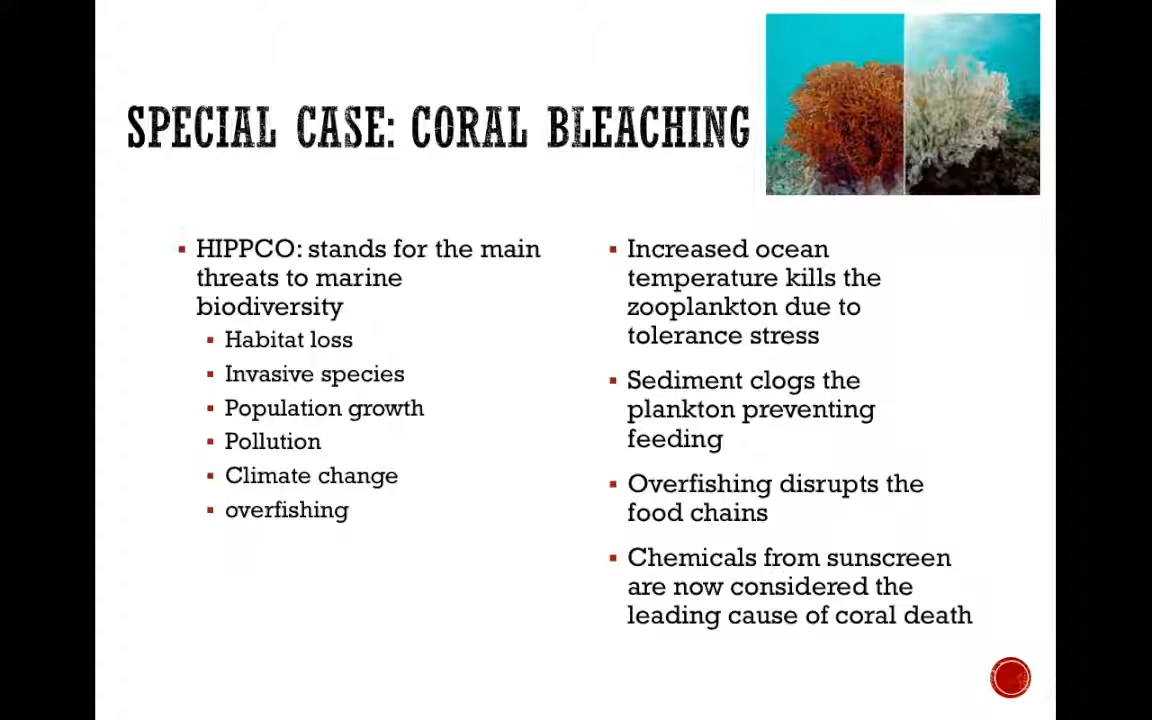 SPECIAL CASE: CORAL BLEACHING
HIPPCO: stands for the main
threats to marine
biodiversity
Habitat loss
Invasive species
Population growth
Pollution
Climate change
overfishing
Increased ocean
temperature kills the
zooplankton due to
tolerance stress
Sediment clogs the
plankton preventing
feeding
Overfishing disrupts the
food chains
Chemicals from sunscreen
are now considered the
leading cause of coral death